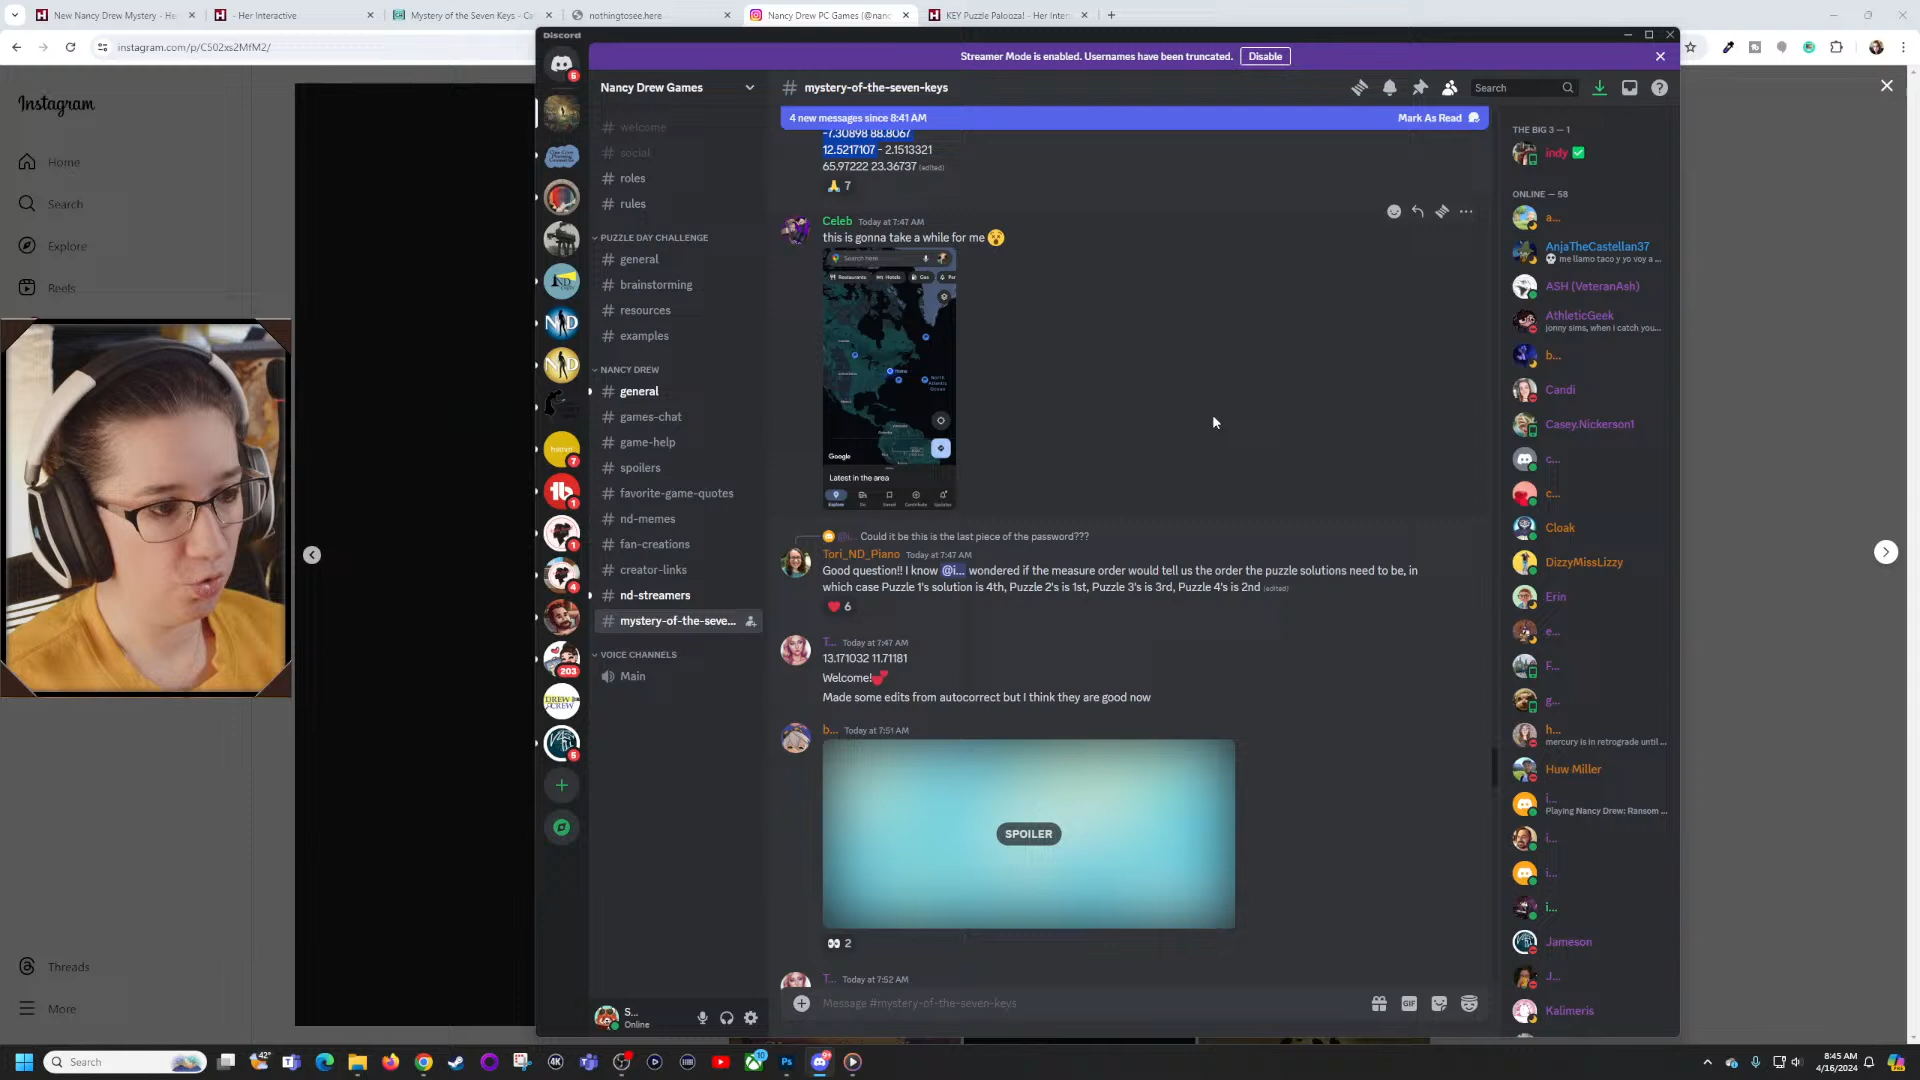 New Nancy Drew Mystery - Her
- Her Interactive
Mystery of the Seven Keys - Ca
nothingtosee.here
Nancy Drew PC Games (@nanc
KEY Puzzle Palooza! - Her Inter
instagram.com/p/C502xs2MfM2/
Instagram
Home
Search
Explore
Reels
Threads
More
Discord
Streamer Mode is enabled. Usernames have been truncated.
Disable
Nancy Drew Games
welcome
social
roles
rules
PUZZLE DAY CHALLENGE
general
brainstorming
resources
examples
NANCY DREW
general
games-chat
game-help
spoilers
favorite-game-quotes
nd-memes
fan-creations
creator-links
nd-streamers
mystery-of-the-seve...
VOICE CHANNELS
Main
S...
Online
# mystery-of-the-seven-keys
Search
4 new messages since 8:41 AM
Mark As Read
-7.30898 88.8067
12.5217107 - 2.1513321
65.97222 23.36737 (edited)
7
Celeb Today at 7:47 AM
this is gonna take a while for me
Search here
Restaurants
Hotels
Gas
Home
Google
Latest in the area
Could it be this is the last piece of the password???
Tori_ND_Piano Today at 7:47 AM
Good question!! I know @i... wondered if the measure order would tell us the order the puzzle solutions need to be, in
which case Puzzle 1's solution is 4th, Puzzle 2's is 1st, Puzzle 3's is 3rd, Puzzle 4's is 2nd (edited)
6
T... Today at 7:47 AM
13.171032 11.71181
Welcome!
Made some edits from autocorrect but I think they are good now
b... Today at 7:51 AM
SPOILER
2
T... Today at 7:52 AM
Message #mystery-of-the-seven-keys
GIF
THE BIG 3 — 1
indy
ONLINE — 58
a...
AnjaTheCastellan37
me llamo taco y yo voy a ...
ASH (VeteranAsh)
AthleticGeek
jonny sims, when i catch you...
b...
Candi
Casey.Nickerson1
c...
c...
Cloak
DizzyMissLizzy
Erin
e...
F...
g...
h...
mercury is in retrograde until ...
Huw Miller
i...
Playing Nancy Drew: Ransom ...
i...
i...
i...
Jameson
J...
Kalimeris
Search
42°
8:45 AM
4/16/2024